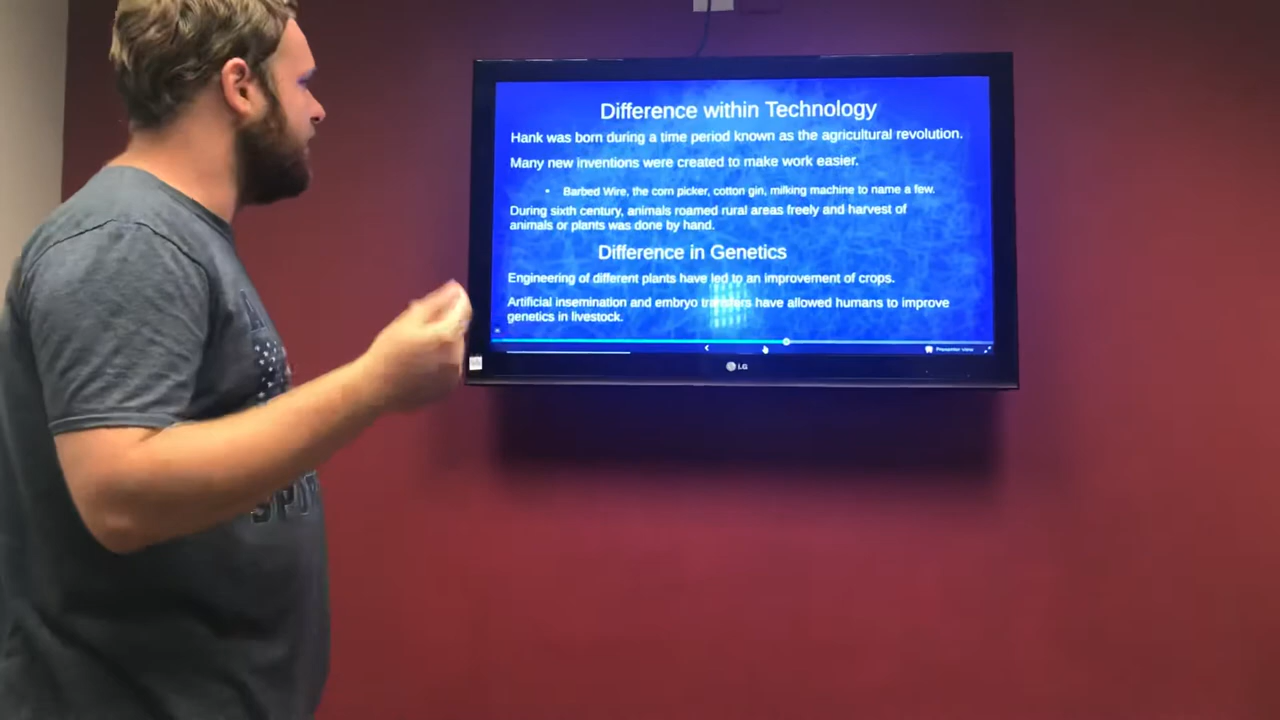 Difference within Technology
Hank was born during a time period known as the agricultural revolution.
Many new inventions were created to make work easier.
• Barbed Wire, the corn picker, cotton gin, milking machine to name a few.
During sixth century, animals roamed rural areas freely and harvest of
animals or plants was done by hand.
Difference in Genetics
Engineering of different plants have led to an improvement of crops.
Artificial insemination and embryo transfers have allowed humans to improve
genetics in livestock.
Presenter view
LG